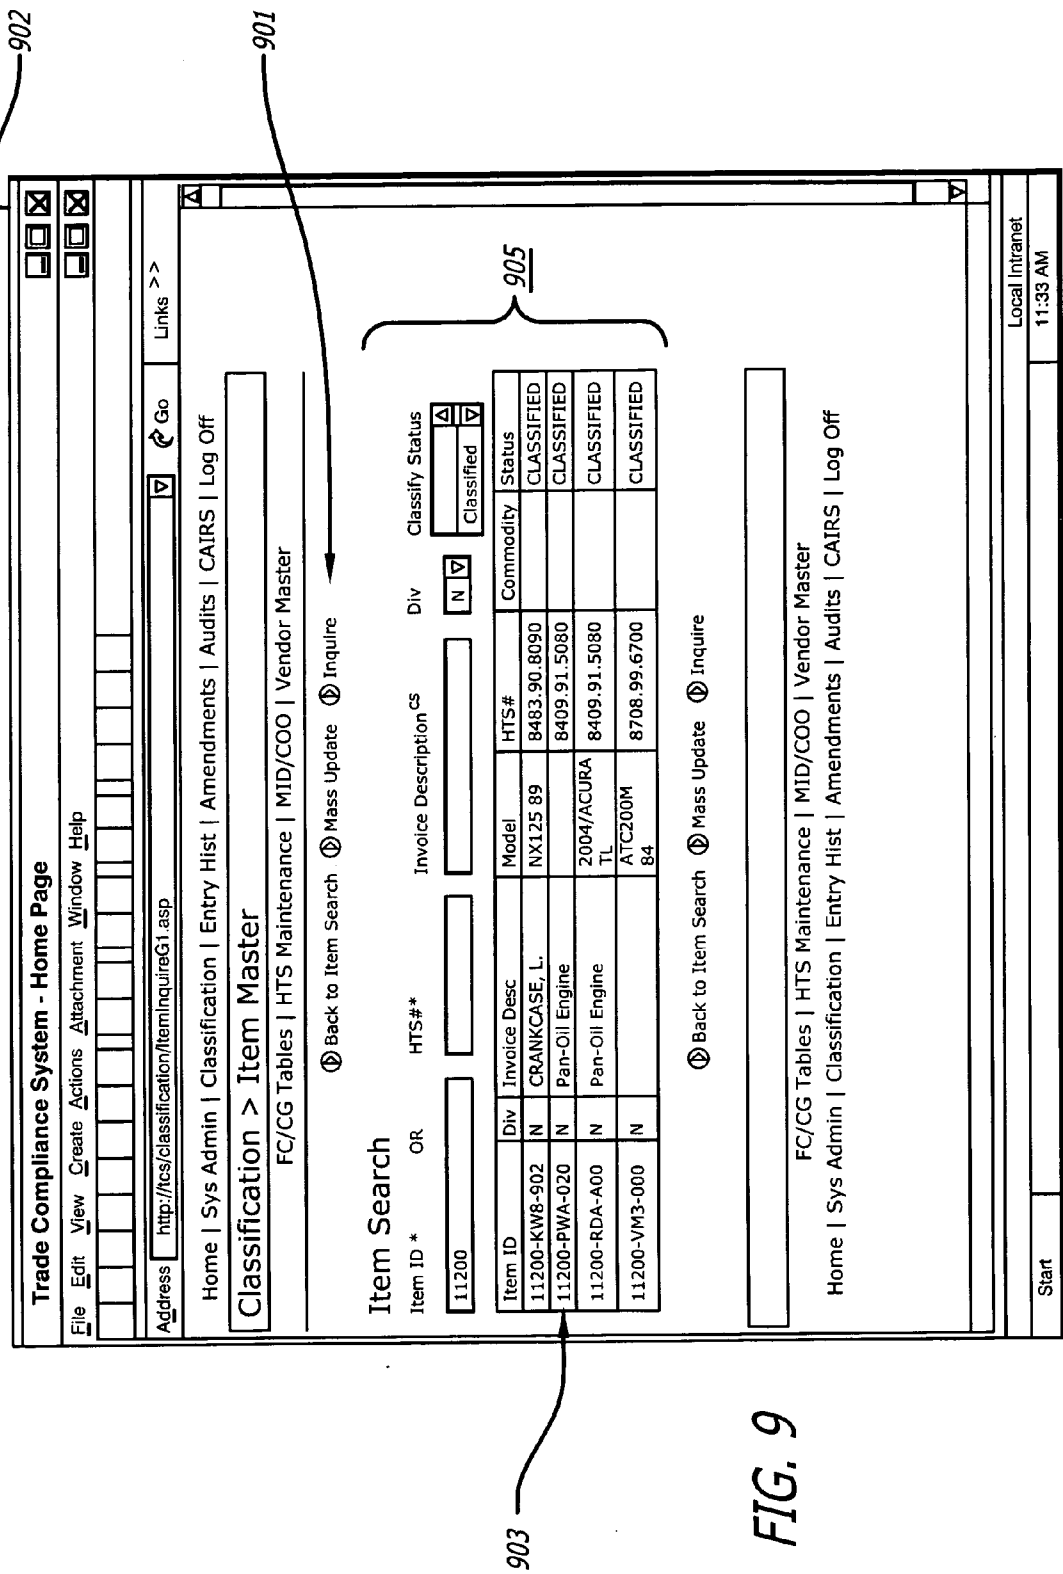 902
Trade Compliance System - Home Page
File Edit View Create Actions Attachment Window Help
Address http://tcs/classification/ItemInquireG1.asp Go Links >>
Home | Sys Admin | Classification | Entry Hist | Amendments | Audits | CAIRS | Log Off
Classification > Item Master
FC/CG Tables | HTS Maintenance | MID/COO | Vendor Master
901
Back to Item Search Mass Update Inquire
Item Search
Item ID * OR HTS#* Invoice Description CS Div Classify Status
11200 N Classified
905
Item ID Div Invoice Desc Model HTS# Commodity Status
11200-KW8-902 N CRANKCASE, L. NX125 89 8483.90.8090 CLASSIFIED
11200-PWA-020 N Pan-Oil Engine 8409.91.5080 CLASSIFIED
11200-RDA-A00 N Pan-Oil Engine 2004/ACURA TL 8409.91.5080 CLASSIFIED
11200-VM3-000 N ATC200M 84 8708.99.6700 CLASSIFIED
903
Back to Item Search Mass Update Inquire
FC/CG Tables | HTS Maintenance | MID/COO | Vendor Master
Home | Sys Admin | Classification | Entry Hist | Amendments | Audits | CAIRS | Log Off
Local Intranet
Start 11:33 AM
FIG. 9